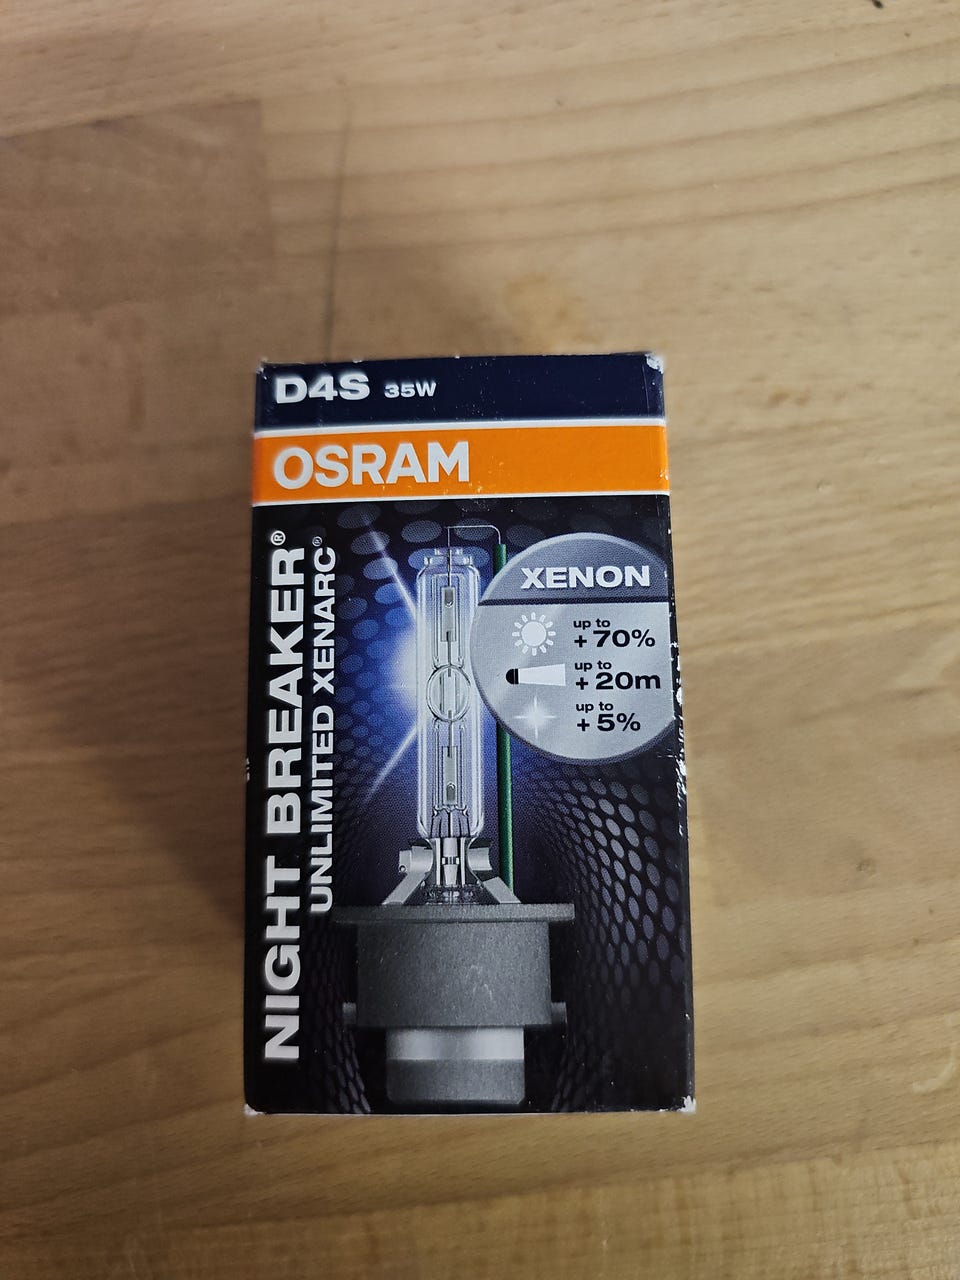 D4S 35W
OSRAM
NIGHT BREAKER®
UNLIMITED XENARC®
XENON
up to
+ 70%
up to
+ 20m
up to
+ 5%